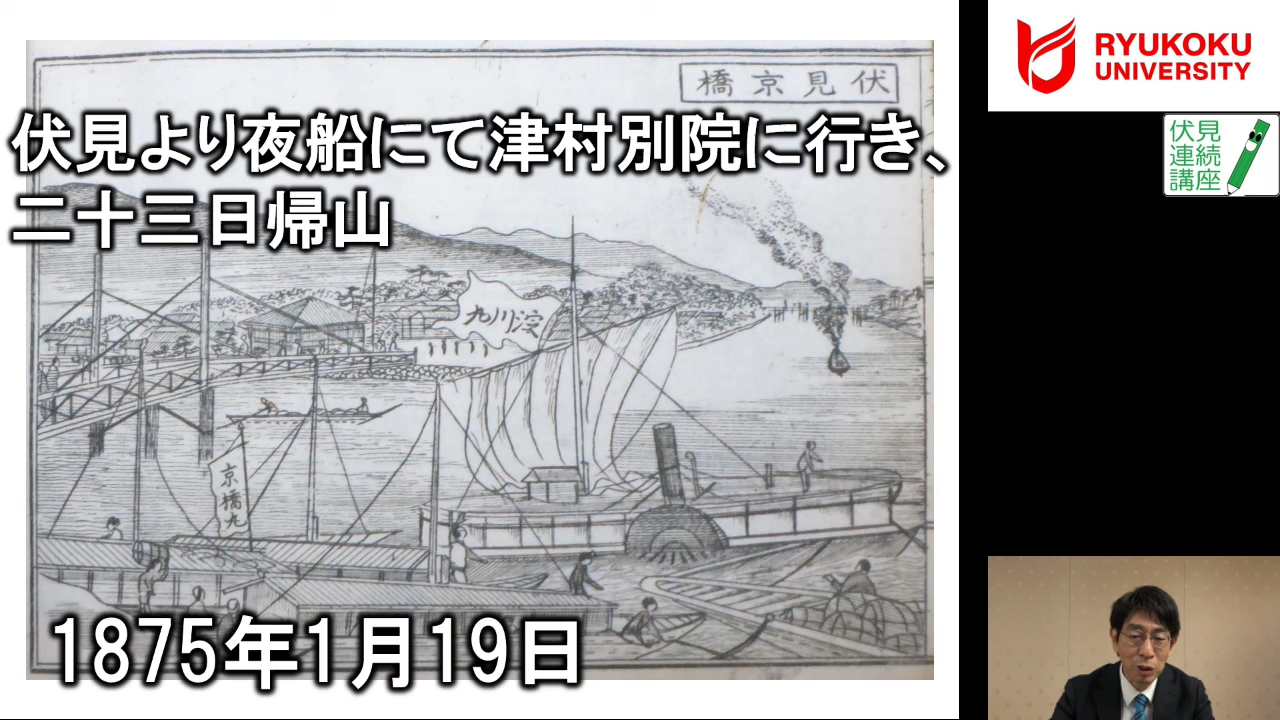 伏見京橋
伏見より夜船にて津村別院に行き、
二十三日帰山
淀川丸
京橋丸
1875年1月19日
RYUKOKU
UNIVERSITY
伏見
連続
講座